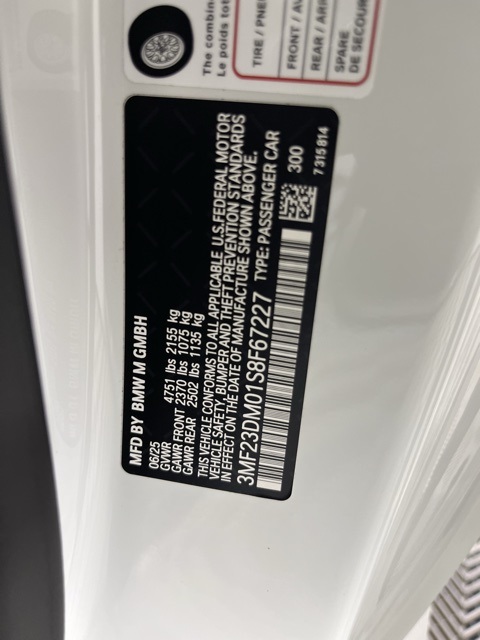 The combin
Le poids tot
TIRE / PNE
FRONT / AV
REAR / ARR
SPARE
DE SECOUR
MFD BY BMW M GMBH
06/25
GVWR 4751 lbs 2155 kg
GAWR FRONT 2370 lbs 1075 kg
GAWR REAR 2502 lbs 1135 kg
THIS VEHICLE CONFORMS TO ALL APPLICABLE U.S.FEDERAL MOTOR
VEHICLE SAFETY, BUMPER AND THEFT PREVENTION STANDARDS
IN EFFECT ON THE DATE OF MANUFACTURE SHOWN ABOVE.
3MF23DM01S8F67227 TYPE: PASSENGER CAR
300
7 315 814